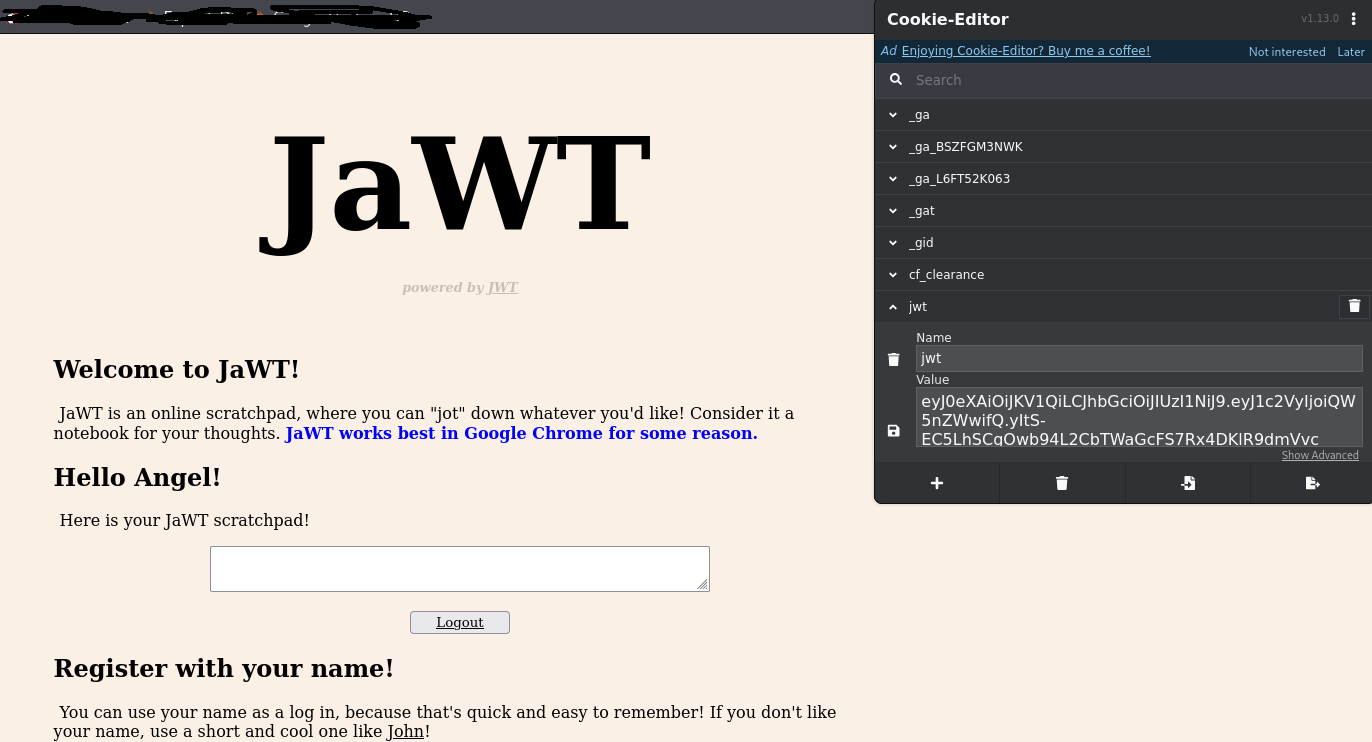 JaWT
powered by JWT
Welcome to JaWT!
JaWT is an online scratchpad, where you can "jot" down whatever you'd like! Consider it a
notebook for your thoughts. JaWT works best in Google Chrome for some reason.
Hello Angel!
Here is your JaWT scratchpad!
Logout
Register with your name!
You can use your name as a log in, because that's quick and easy to remember! If you don't like
your name, use a short and cool one like John!
Cookie-Editor
v1.13.0
Ad Enjoying Cookie-Editor? Buy me a coffee!
Not interested Later
Search
_ga
_ga_BSZFGM3NWK
_ga_L6FT52K063
_gat
_gid
cf_clearance
jwt
Name
jwt
Value
eyJ0eXAiOiJKV1QiLCJhbGciOiJIUzI1NiJ9.eyJ1c2VyIjoiQW
5nZWwifQ.yItS-
EC5LhSCgOwb94L2CbTWaGcFS7Rx4DKlR9dmVvc
Show Advanced